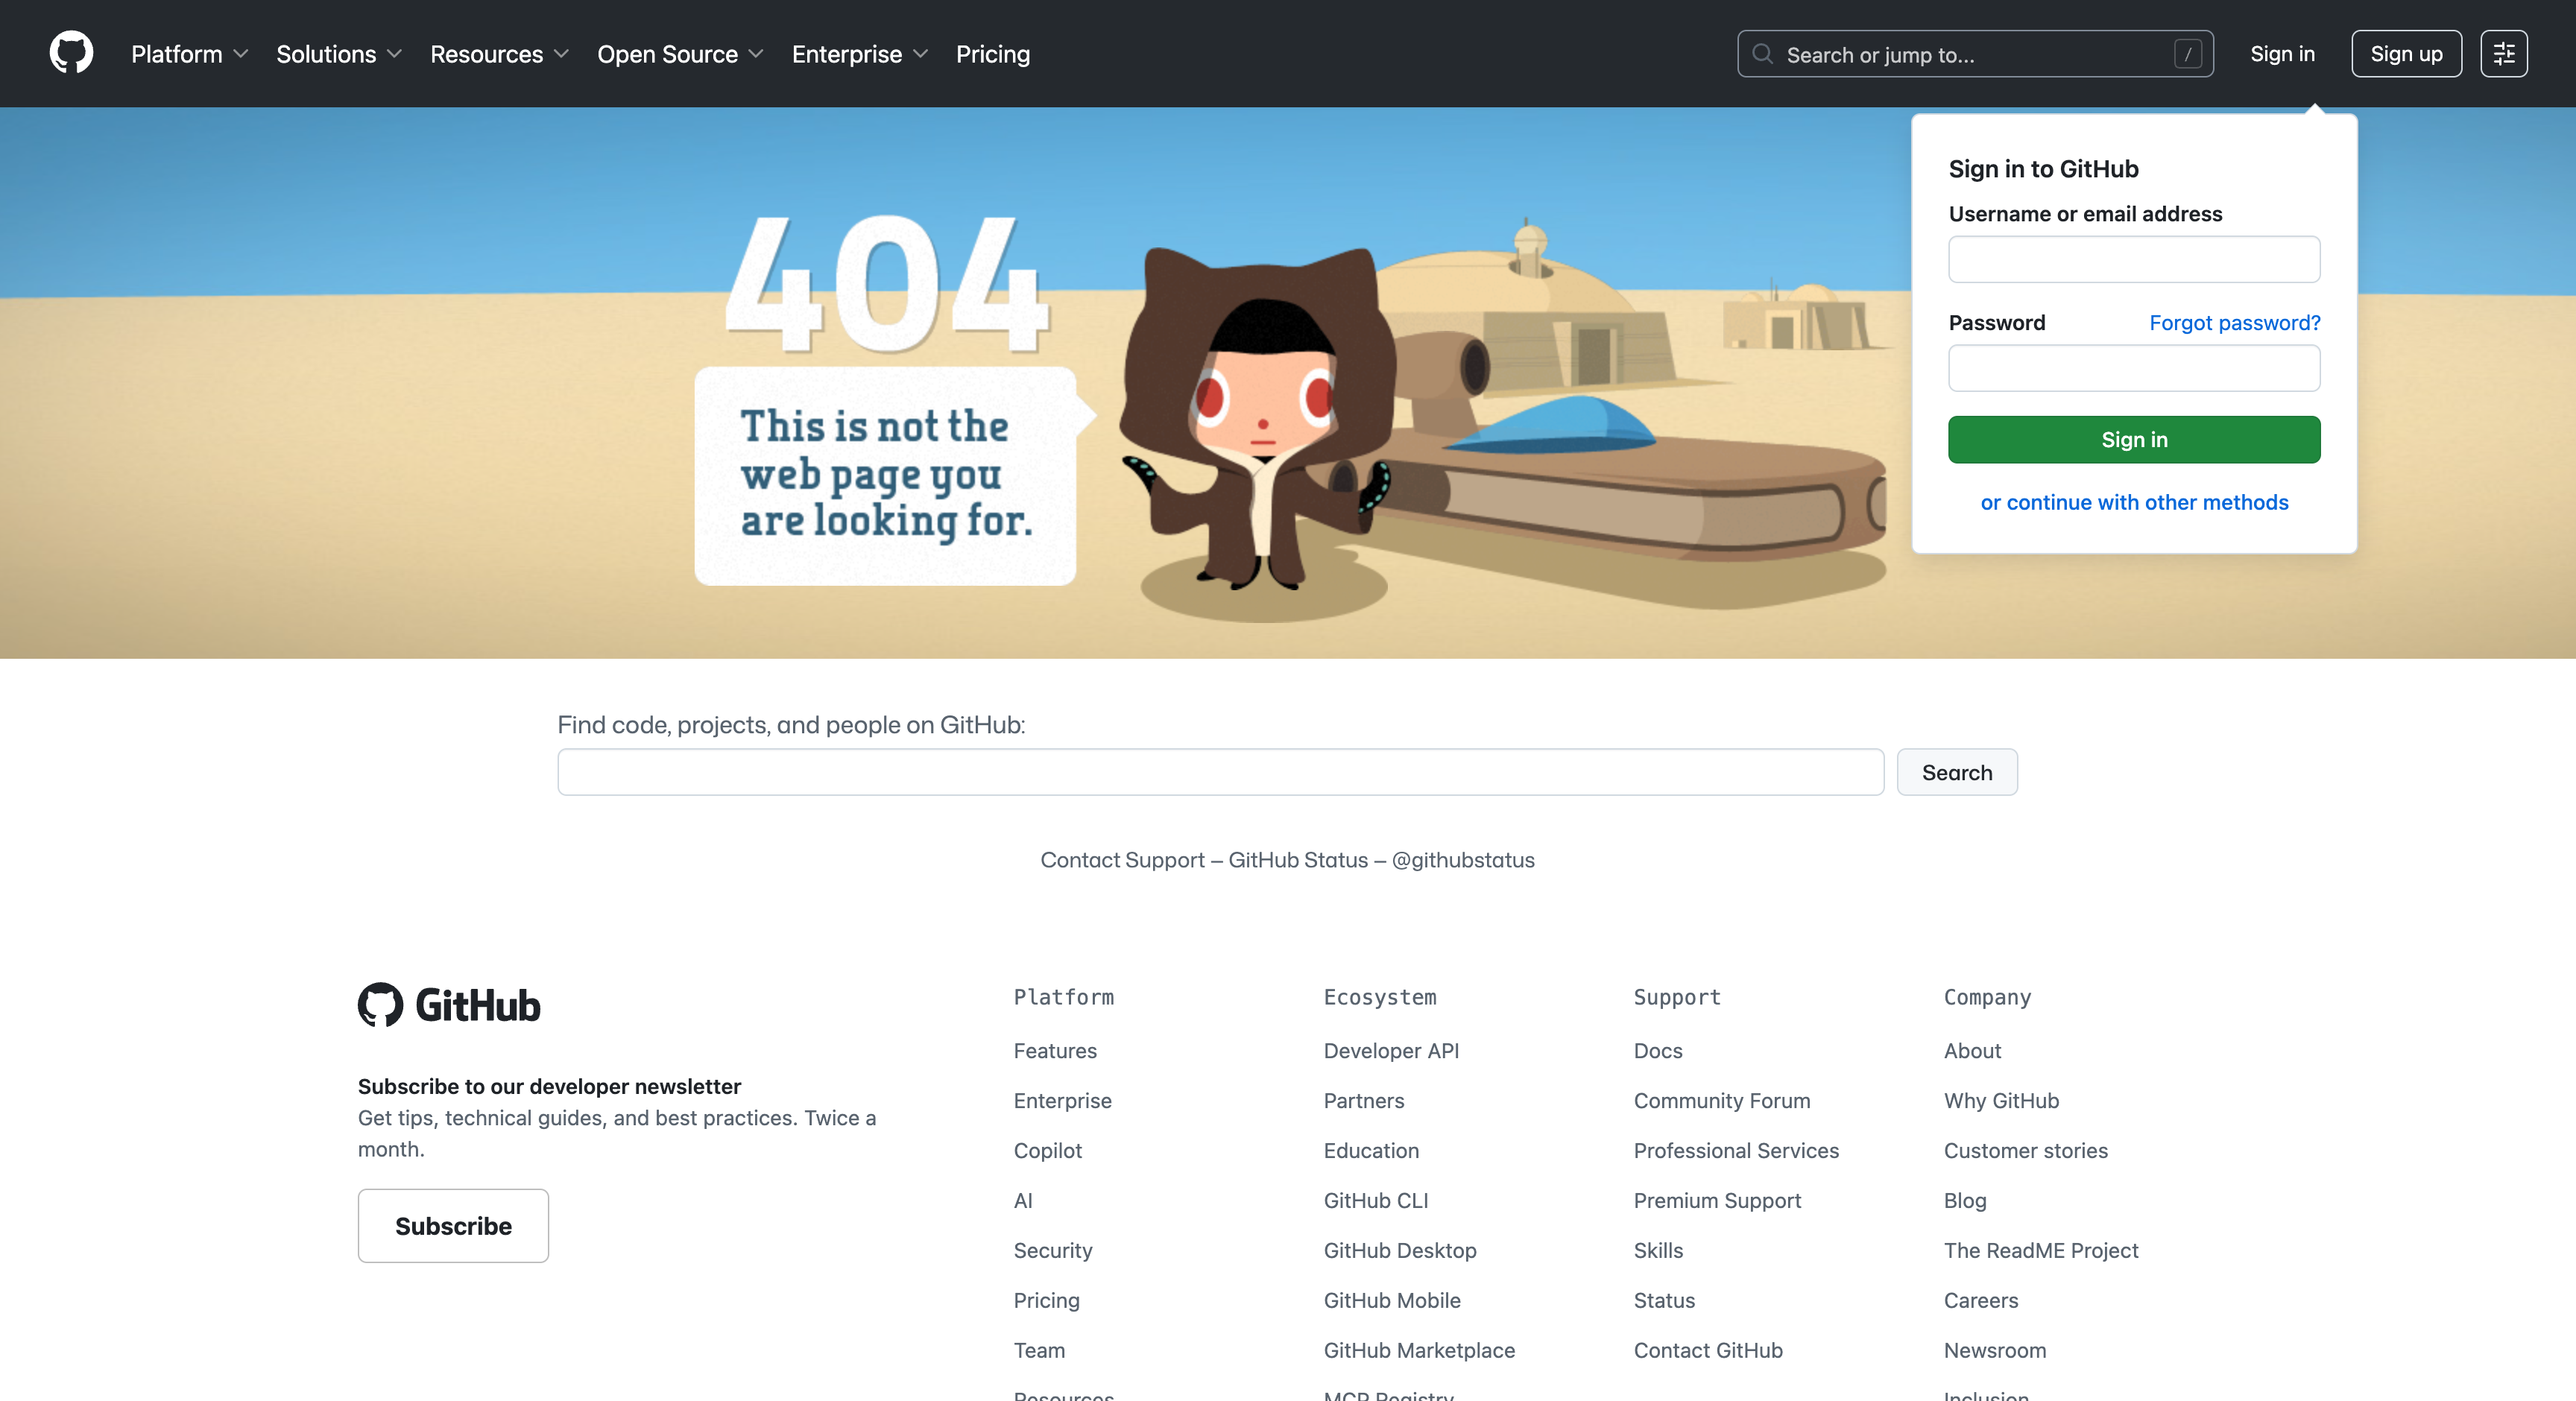 Platform
Solutions
Resources
Open Source
Enterprise
Pricing
Search or jump to...
/
Sign in
Sign up
404
This is not the
web page you
are looking for.
Sign in to GitHub
Username or email address
Password
Forgot password?
Sign in
or continue with other methods
Find code, projects, and people on GitHub:
Search
Contact Support — GitHub Status — @githubstatus
GitHub
Subscribe to our developer newsletter
Get tips, technical guides, and best practices. Twice a
month.
Subscribe
Platform
Features
Enterprise
Copilot
AI
Security
Pricing
Team
Resources
Ecosystem
Developer API
Partners
Education
GitHub CLI
GitHub Desktop
GitHub Mobile
GitHub Marketplace
MCP Registry
Support
Docs
Community Forum
Professional Services
Premium Support
Skills
Status
Contact GitHub
Company
About
Why GitHub
Customer stories
Blog
The ReadME Project
Careers
Newsroom
Inclusion